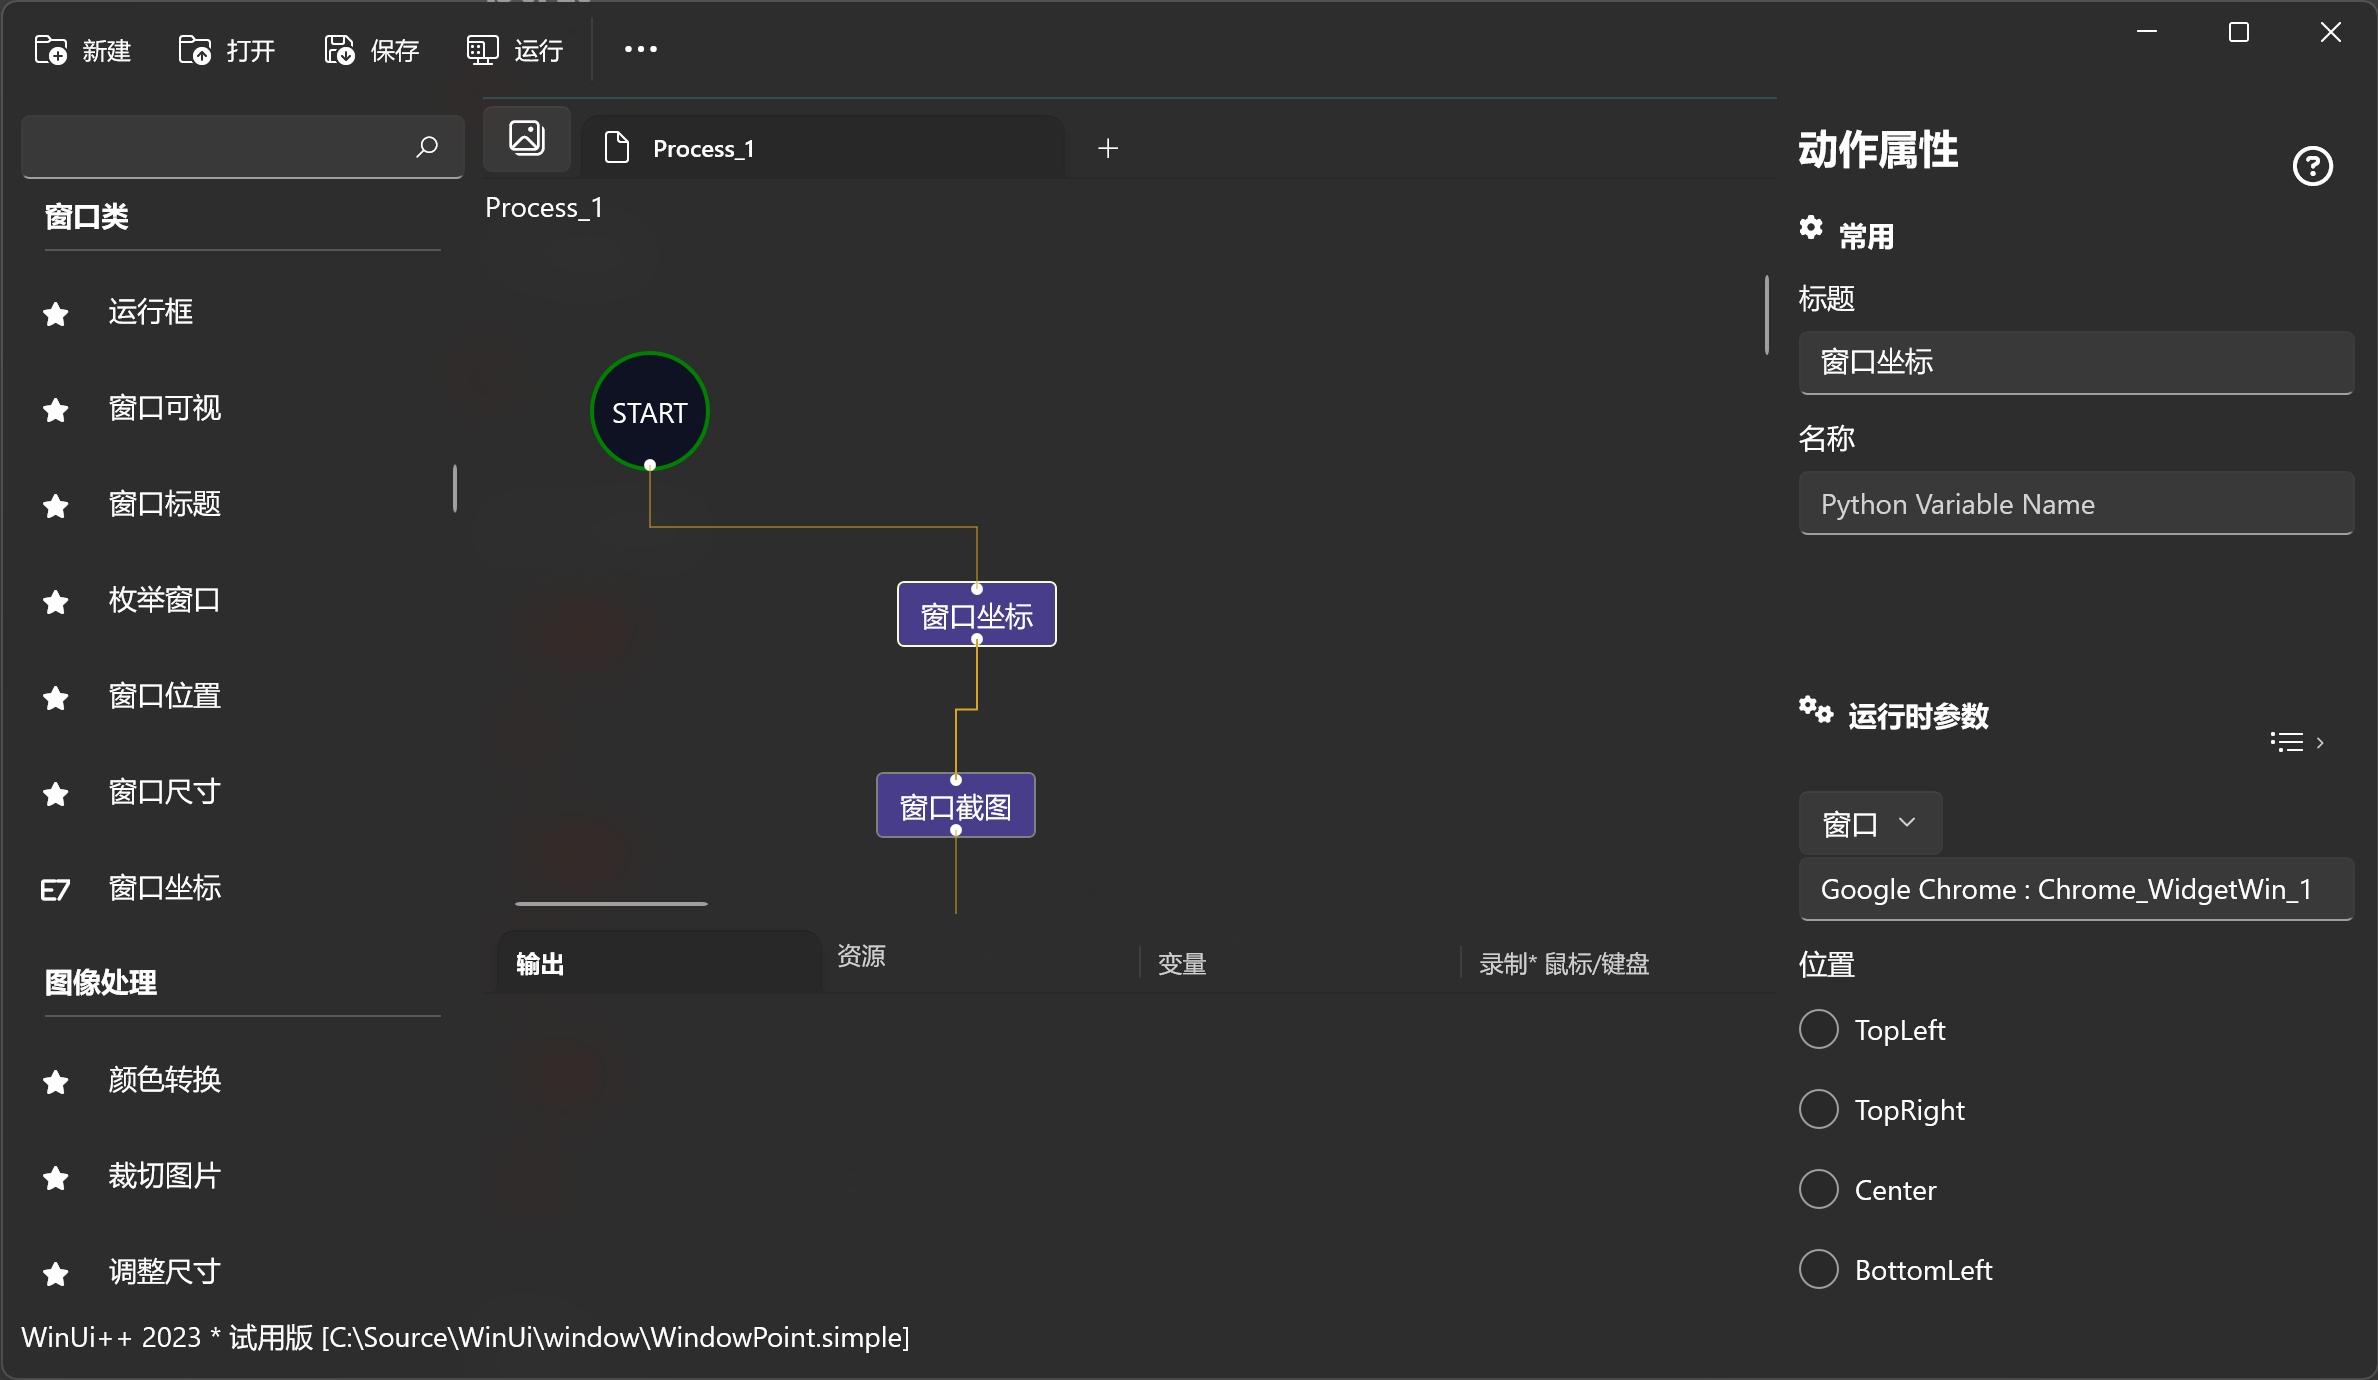 新建
打开
保存
运行
Process_1
Process_1
窗口类
运行框
窗口可视
窗口标题
枚举窗口
窗口位置
窗口尺寸
E7 窗口坐标
图像处理
颜色转换
裁切图片
调整尺寸
START
窗口坐标
窗口截图
输出
资源
变量
录制* 鼠标/键盘
动作属性
常用
标题
窗口坐标
名称
Python Variable Name
运行时参数
窗口
Google Chrome : Chrome_WidgetWin_1
位置
TopLeft
TopRight
Center
BottomLeft
WinUi++ 2023 * 试用版 [C:\Source\WinUi\window\WindowPoint.simple]